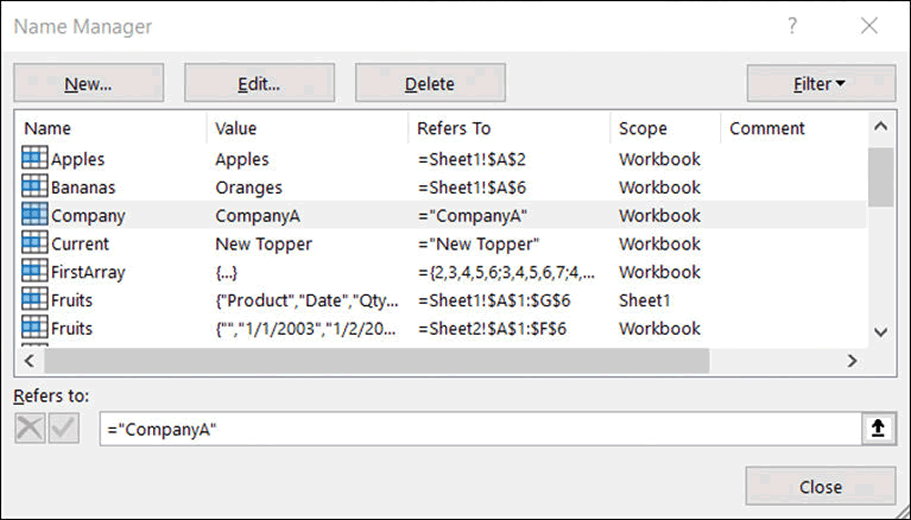 Name Manager ?
New... Edit... Delete Filter
Name Value Refers To Scope Comment
Apples Apples =Sheet1!$A$2 Workbook
Bananas Oranges =Sheet1!$A$6 Workbook
Company CompanyA ="CompanyA" Workbook
Current New Topper ="New Topper" Workbook
FirstArray {...} ={2,3,4,5,6;3,4,5,6,7;4,... Workbook
Fruits {"Product","Date","Qty... =Sheet1!$A$1:$G$6 Sheet1
Fruits {"","1/1/2003","1/2/20... =Sheet2!$A$1:$F$6 Workbook
Refers to:
="CompanyA"
Close